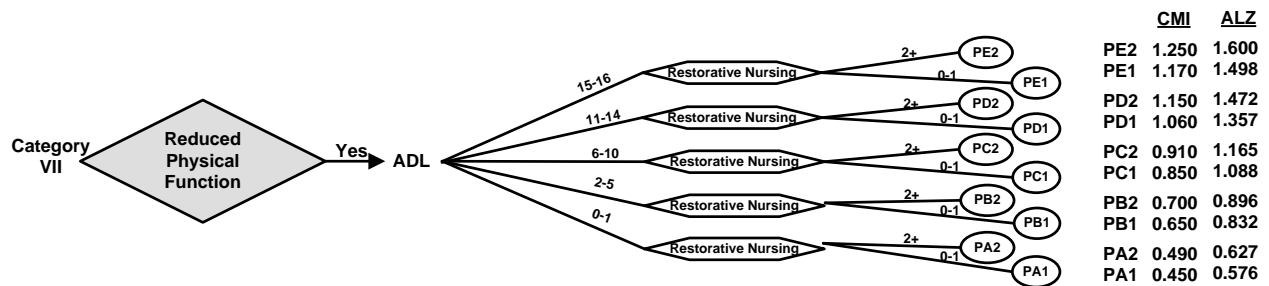 CMI ALZ
Category
VII
Reduced
Physical
Function
Yes
ADL
15-16
Restorative Nursing
2+
PE2
0-1
PE1
11-14
Restorative Nursing
2+
PD2
0-1
PD1
6-10
Restorative Nursing
2+
PC2
0-1
PC1
2-5
Restorative Nursing
2+
PB2
0-1
PB1
0-1
Restorative Nursing
2+
PA2
0-1
PA1
PE2 1.250 1.600
PE1 1.170 1.498
PD2 1.150 1.472
PD1 1.060 1.357
PC2 0.910 1.165
PC1 0.850 1.088
PB2 0.700 0.896
PB1 0.650 0.832
PA2 0.490 0.627
PA1 0.450 0.576